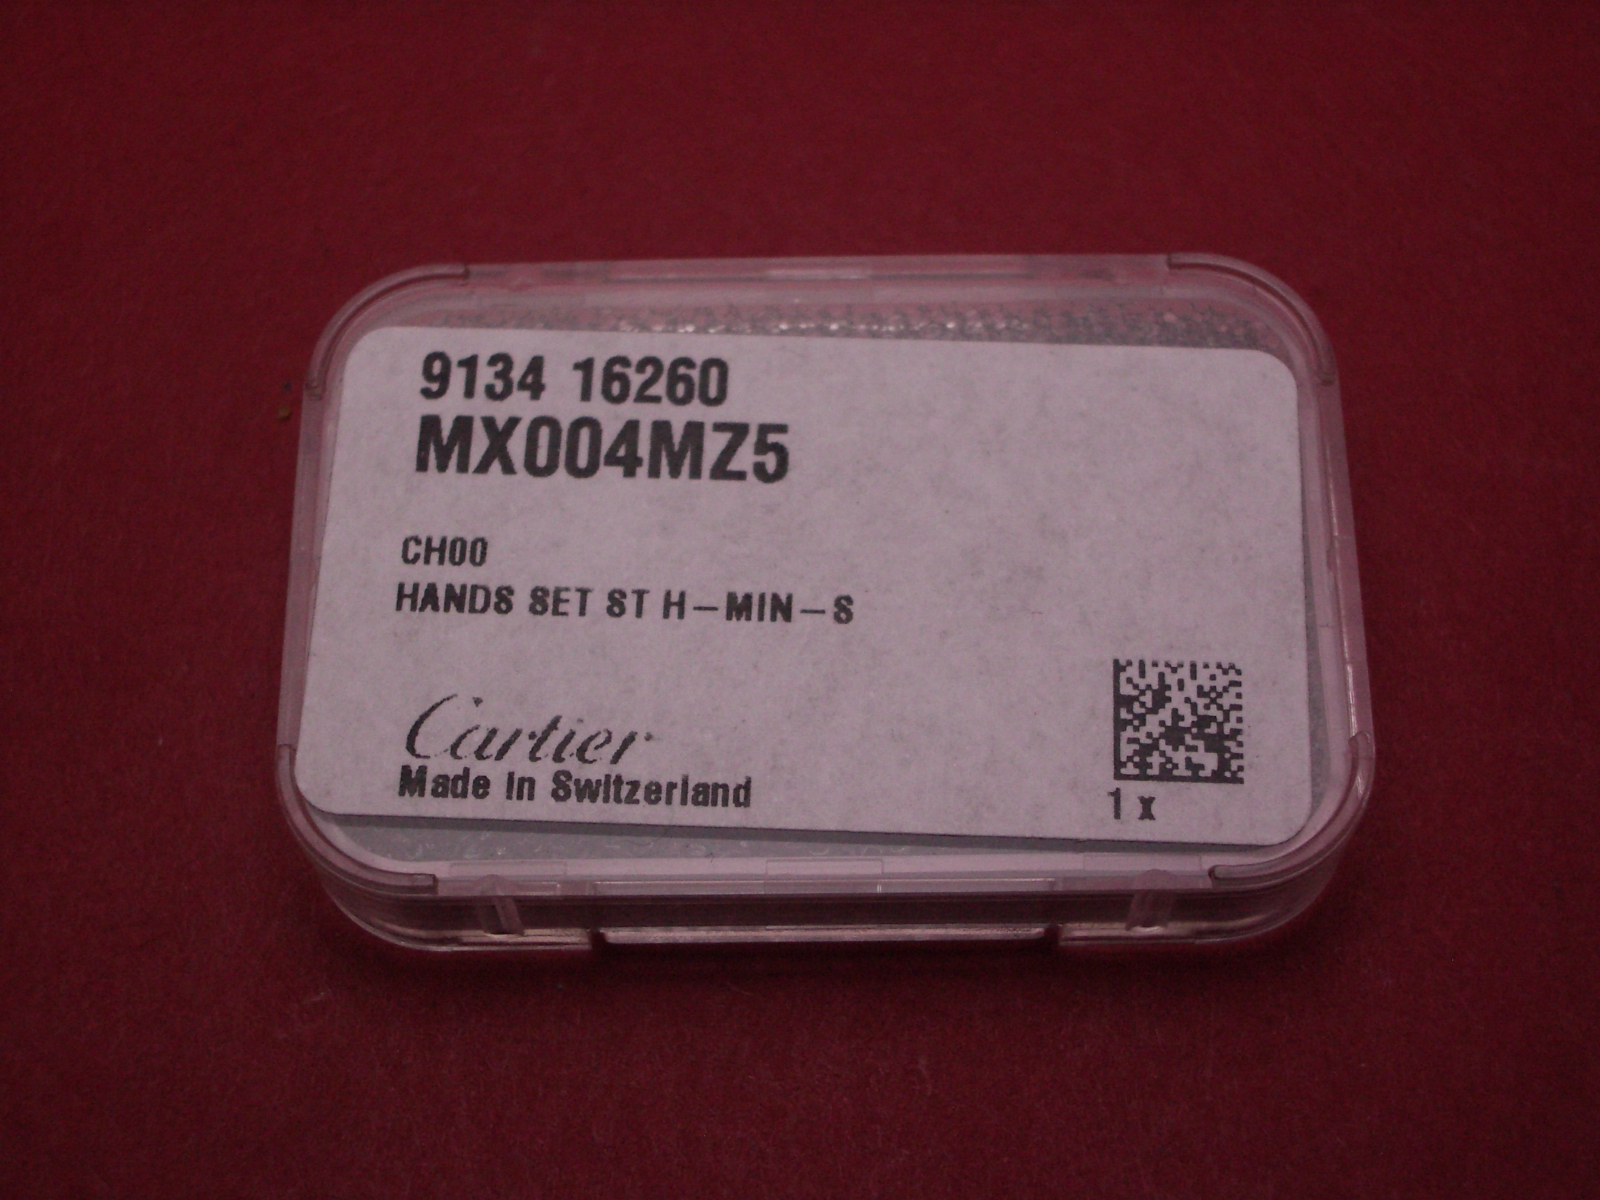 9134 16260
MX004MZ5
CH00
HANDS SET ST H-MIN-S
Cartier
Made in Switzerland
1 x